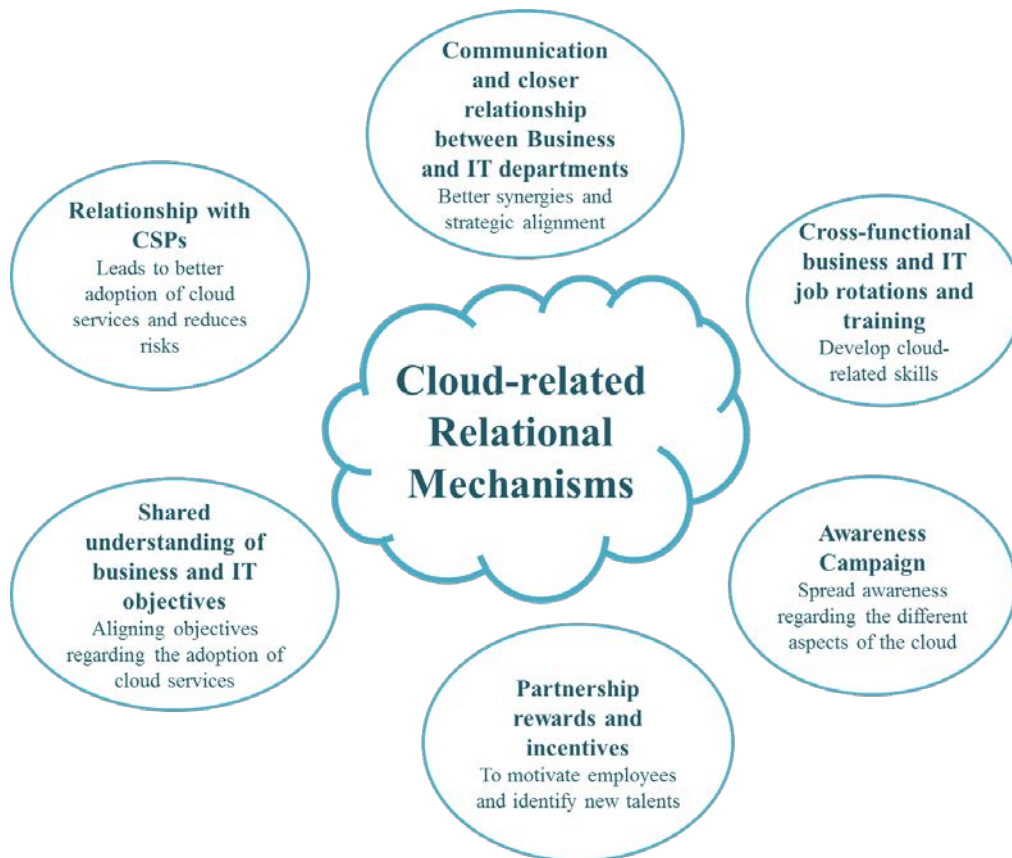 Communication
and closer
relationship
between Business
and IT departments
Better synergies and
strategic alignment
Relationship with
CSPs
Leads to better
adoption of cloud
services and reduces
risks
Cross-functional
business and IT
job rotations and
training
Develop cloud-
related skills
Cloud-related
Relational
Mechanisms
Shared
understanding of
business and IT
objectives
Aligning objectives
regarding the adoption of
cloud services
Awareness
Campaign
Spread awareness
regarding the different
aspects of the cloud
Partnership
rewards and
incentives
To motivate employees
and identify new talents